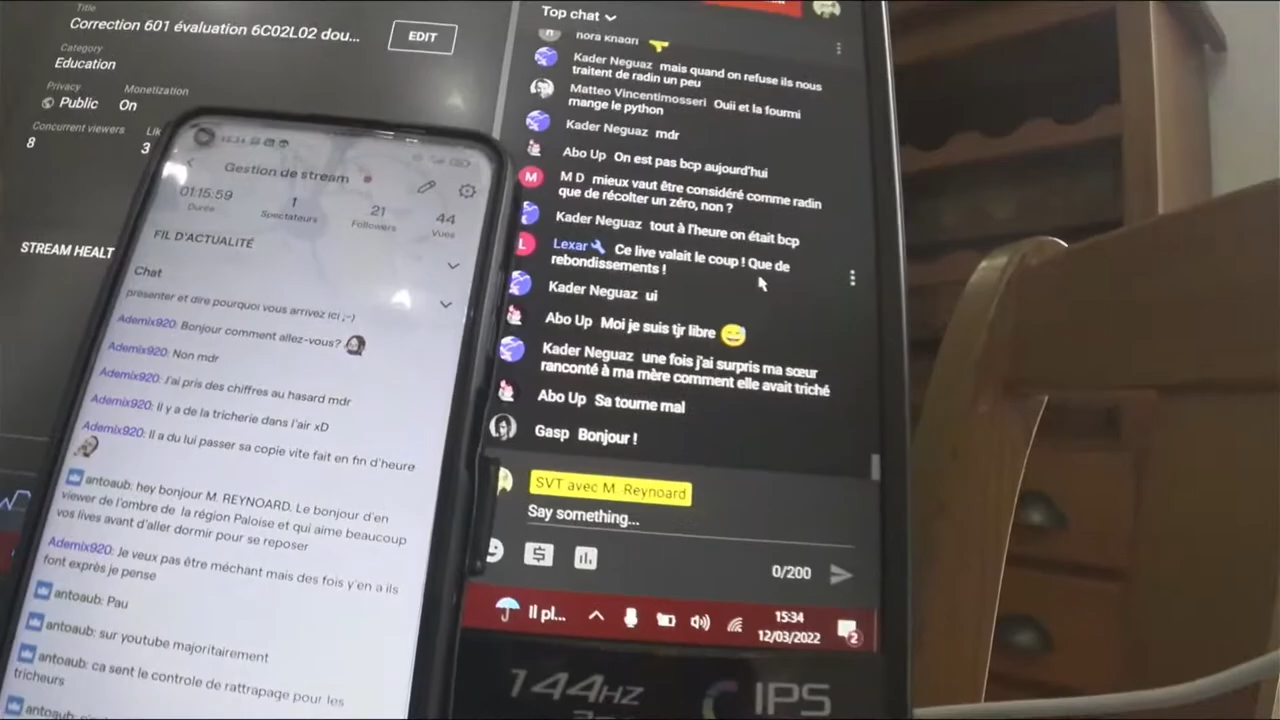 Title
Correction 601 évaluation 6C02L02 dou...
EDIT
Category
Education
Privacy
Monetization
Public
On
Concurrent viewers
Lik
8
3
STREAM HEALT
15:34
Gestion de stream
01:15:59
Durée
1
Spectateurs
21
Followers
44
Vues
FIL D'ACTUALITÉ
Chat
présenter et dire pourquoi vous arrivez ici ;-)
Ademix920: Bonjour comment allez-vous?
Ademix920: Non mdr
Ademix920: J'ai pris des chiffres au hasard mdr
Ademix920: Il y a de la tricherie dans l'air xD
Ademix920: Il a du lui passer sa copie vite fait en fin d'heure
antoaub: hey bonjour M. REYNOARD. Le bonjour d'en
viewer de l'ombre de la région Paloise et qui aime beaucoup
vos lives avant d'aller dormir pour se reposer
Ademix920: Je veux pas être méchant mais des fois y'en a ils
font exprès je pense
antoaub: Pau
antoaub: sur youtube majoritairement
antoaub: ca sent le controle de rattrapage pour les
tricheurs
antoaub:
Top chat
nora
Kader Neguaz mais quand on refuse ils nous
traitent de radin un peu
Matteo Vincentimosseri Ouii et la fourmi
mange le python
Kader Neguaz mdr
Abo Up On est pas bcp aujourd'hui
M
M D mieux vaut être considéré comme radin
que de récolter un zéro, non ?
Kader Neguaz tout à l'heure on était bcp
L
Lexar Ce live valait le coup ! Que de
rebondissements !
Kader Neguaz ui
Abo Up Moi je suis tjr libre
Kader Neguaz une fois j'ai surpris ma sœur
ranconté à ma mère comment elle avait triché
Abo Up Sa tourne mal
Gasp Bonjour !
SVT avec M. Reynoard
Say something...
0/200
Il pl...
15:34
12/03/2022
2
144HZ
IPS